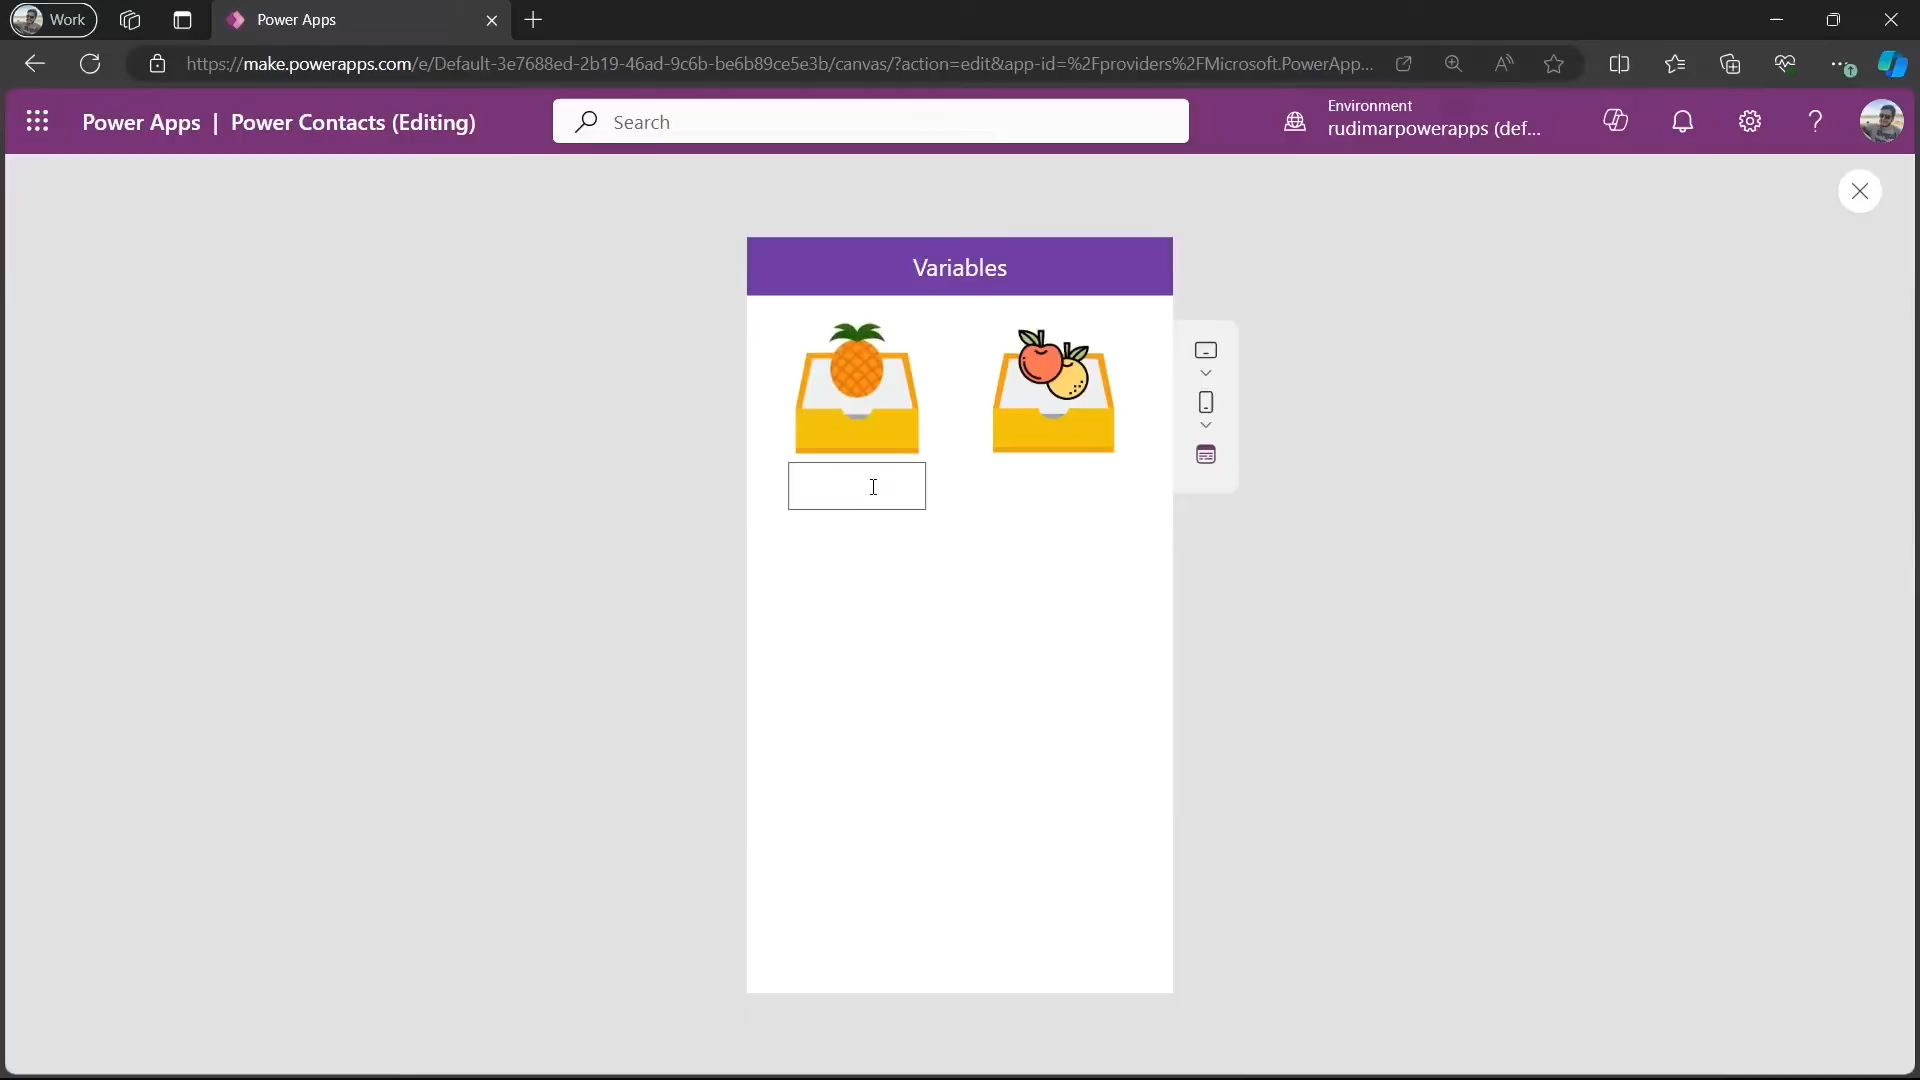 Work
Power Apps
https://make.powerapps.com/e/Default-3e7688ed-2b19-46ad-9c6b-be6b89ce5e3b/canvas/?action=edit&app-id=%2Fproviders%2FMicrosoft.PowerApp...
Power Apps | Power Contacts (Editing)
Search
Environment
rudimarpowerapps (def...
Variables